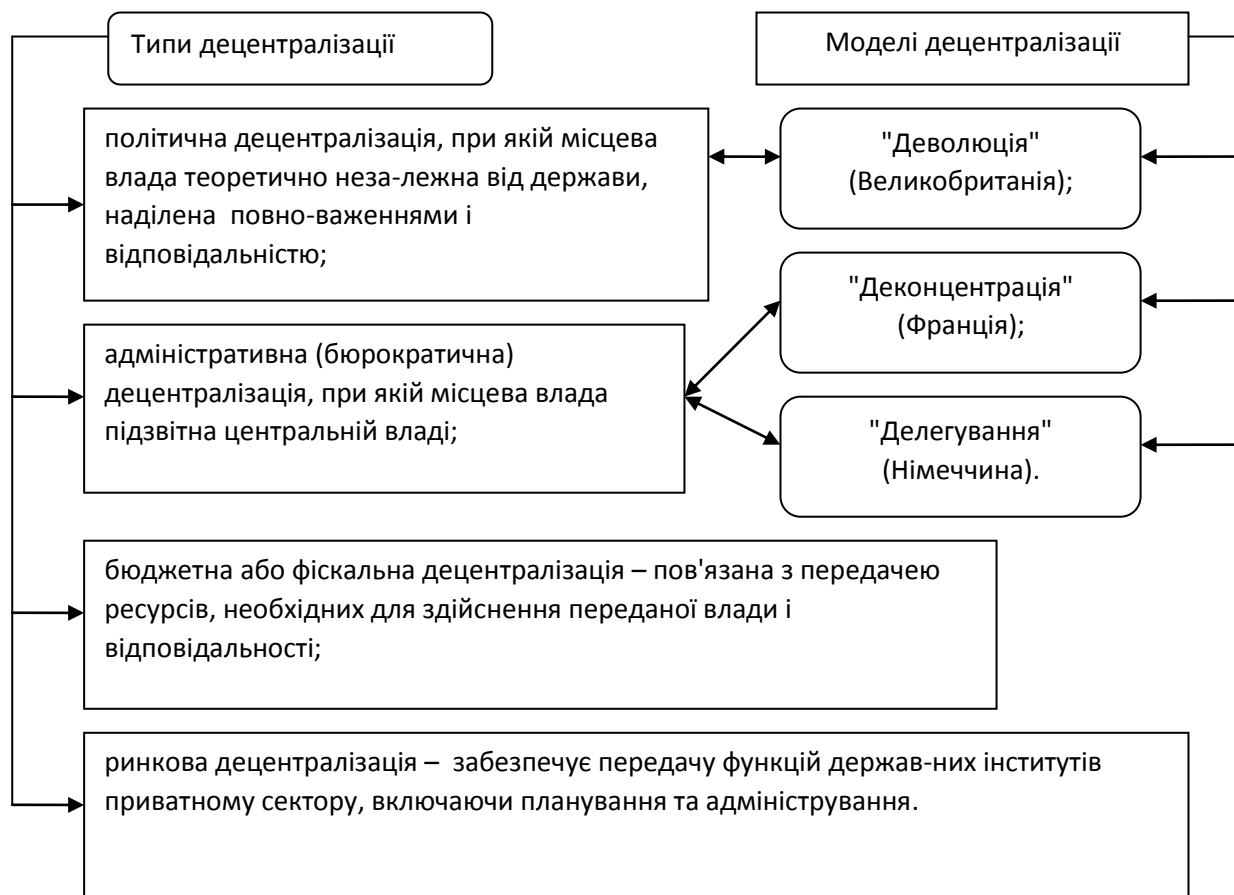 Типи децентралізації
Моделі децентралізації
політична децентралізація, при якій місцева
влада теоретично неза-лежна від держави,
наділена повно-важеннями і
відповідальністю;
"Деволюція"
(Великобританія);
"Деконцентрація"
(Франція);
адміністративна (бюрократична)
децентралізація, при якій місцева влада
підзвітна центральній владі;
"Делегування"
(Німеччина).
бюджетна або фіскальна децентралізація – пов'язана з передачею
ресурсів, необхідних для здійснення переданої влади і
відповідальності;
ринкова децентралізація – забезпечує передачу функцій держав-них інститутів
приватному сектору, включаючи планування та адміністрування.